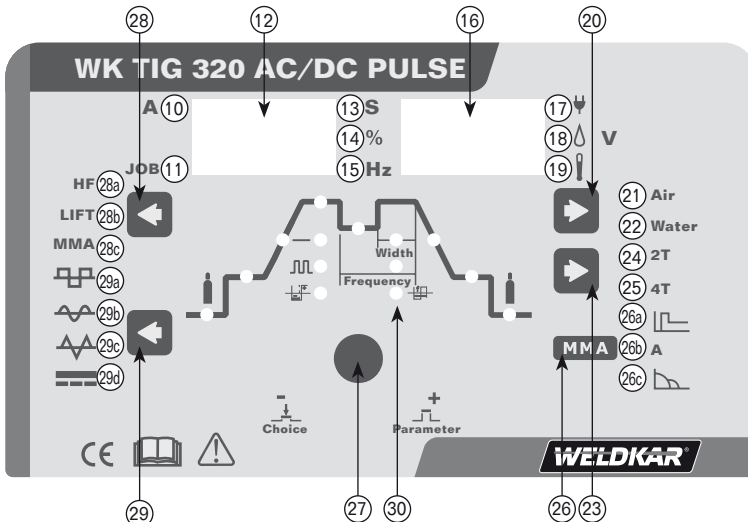 28 12 16 20
WK TIG 320 AC/DC PULSE
A 10 13 S 17
14 % 18 V
JOB 11 15 Hz 19
HF 28a
21 Air
LIFT 28b
22 Water
MMA 28c
Width
24 2T
29a
Frequency
25 4T
29b
26a
29c
MMA 26b A
29d
26c
- +
Choice Parameter
CE WELDKAR®
29 27 30 26 23